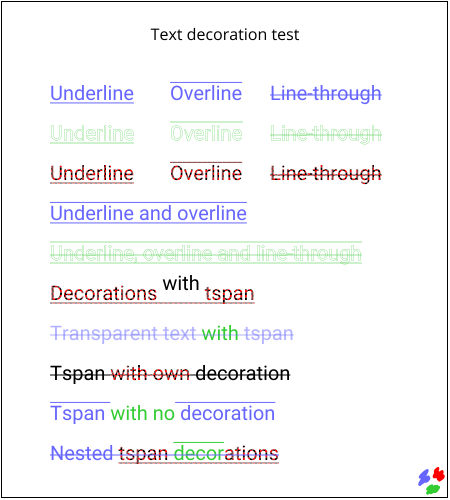 Text decoration test
Underline Overline Line-through
Underline Overline Line-through
Underline Overline Line-through
Underline and overline
Underline, overline and line-through
Decorations with tspan
Transparent text with tspan
Tspan with own decoration
Tspan with no decoration
Nested tspan decorations